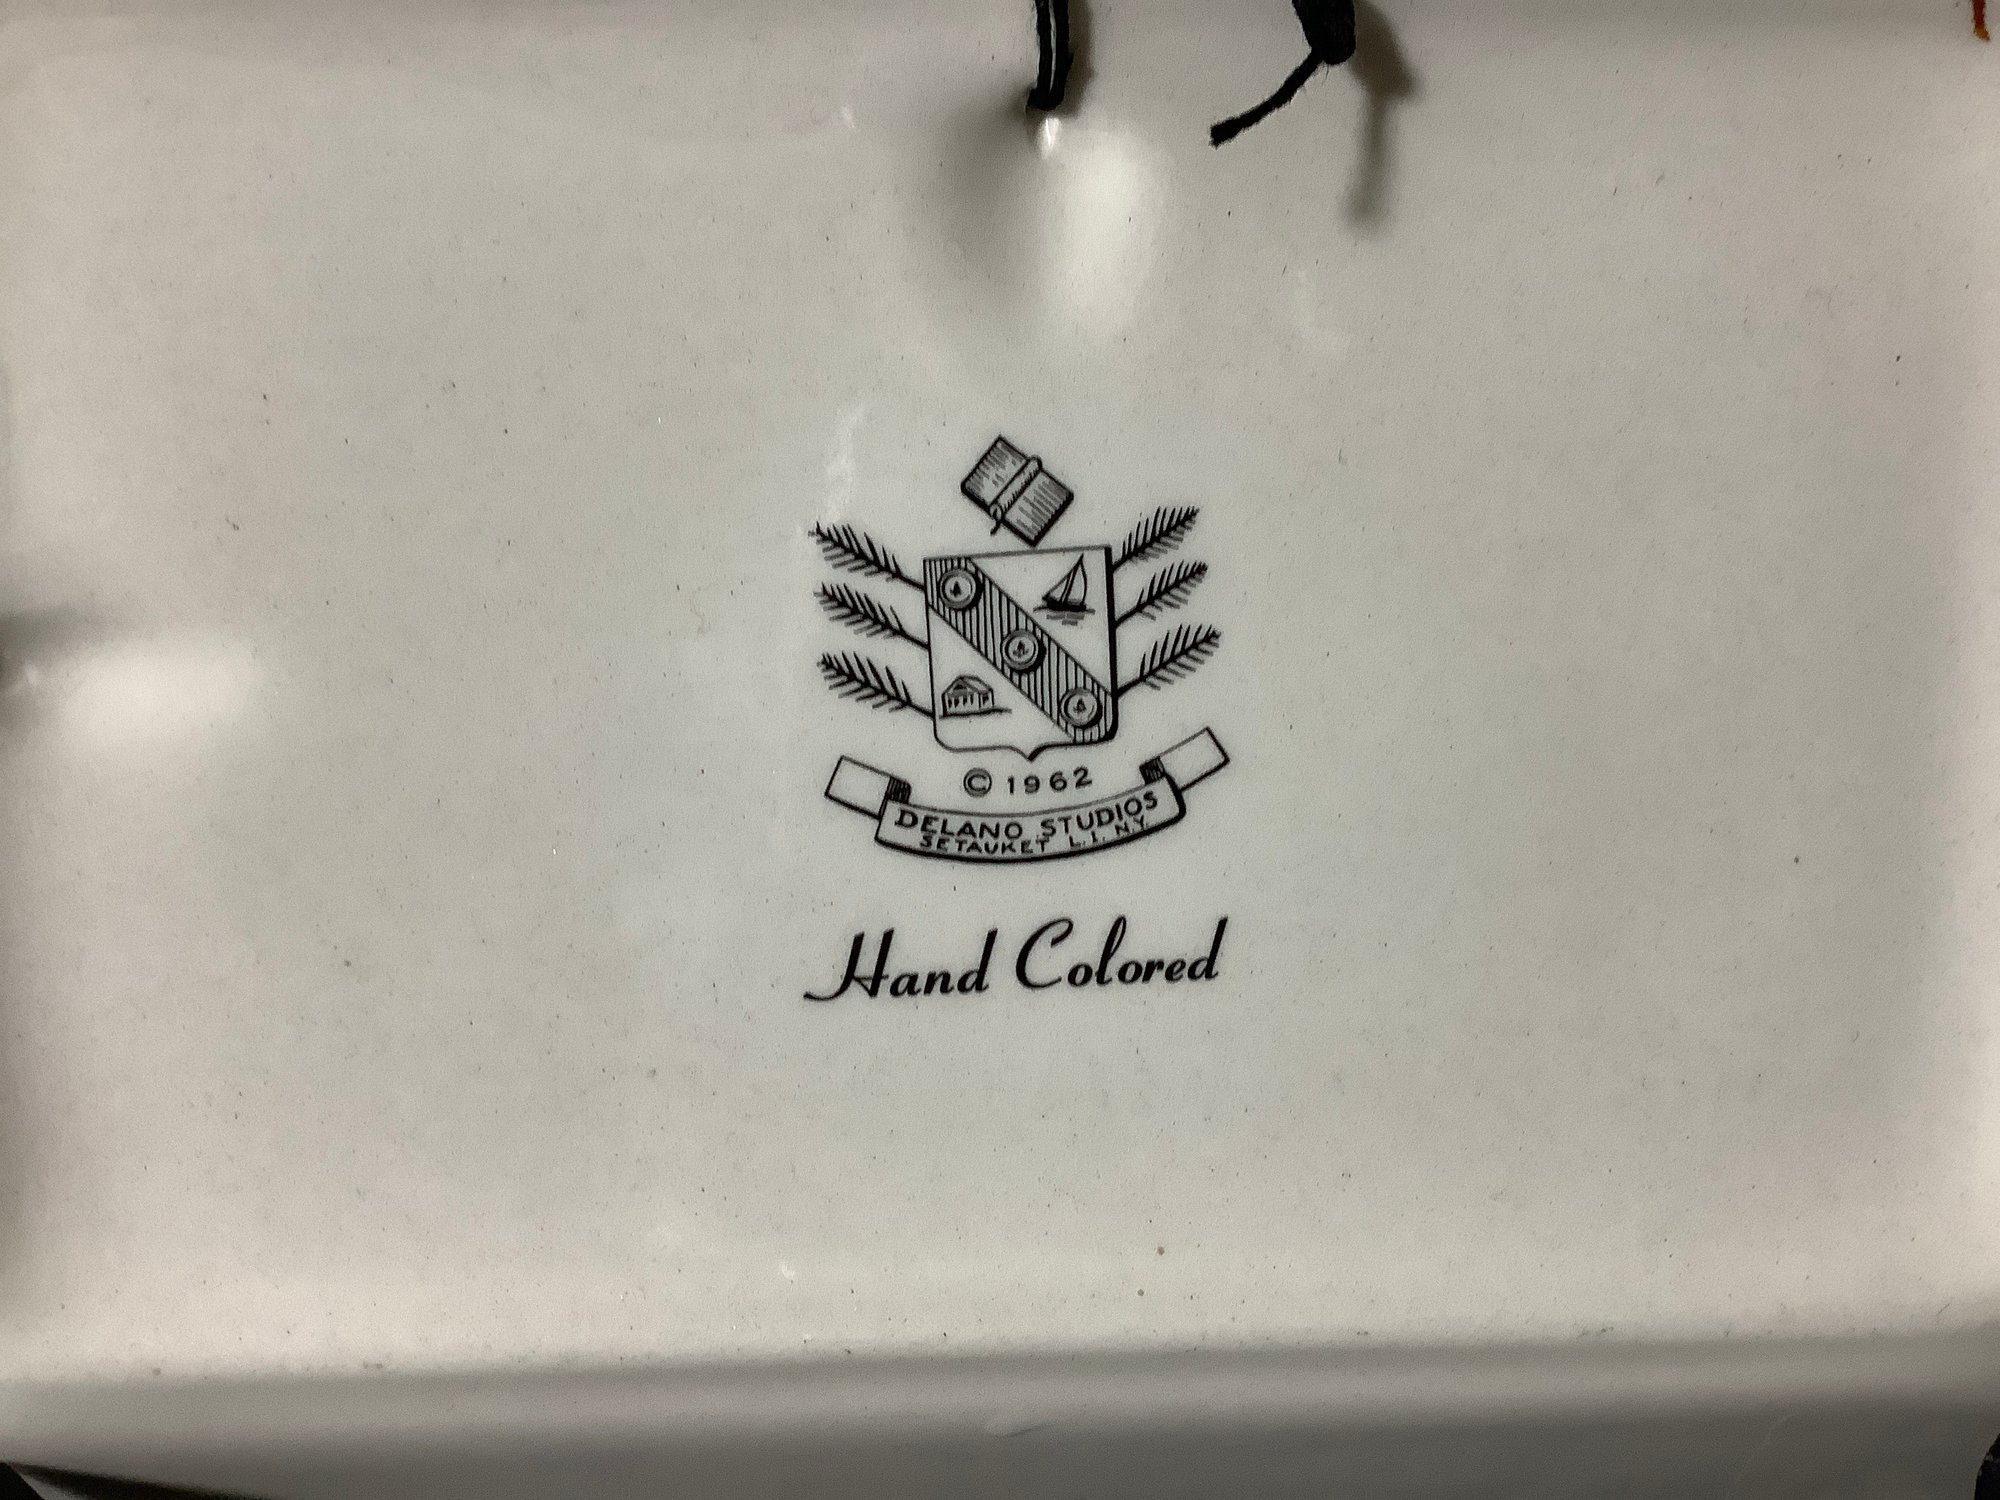 © 1962
DELANO STUDIOS
SETAUKET L.I. N.Y.
Hand Colored